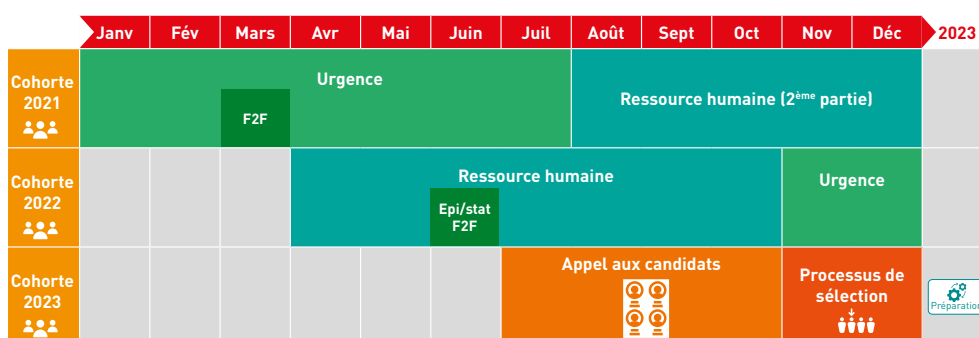 Janv Fév Mars Avr Mai Juin Juil Août Sept Oct Nov Déc 2023
Cohorte
2021
Urgence
F2F
Ressource humaine (2ème partie)
Cohorte
2022
Ressource humaine
Epi/stat
F2F
Urgence
Cohorte
2023
Appel aux candidats
Processus de
sélection
Préparation